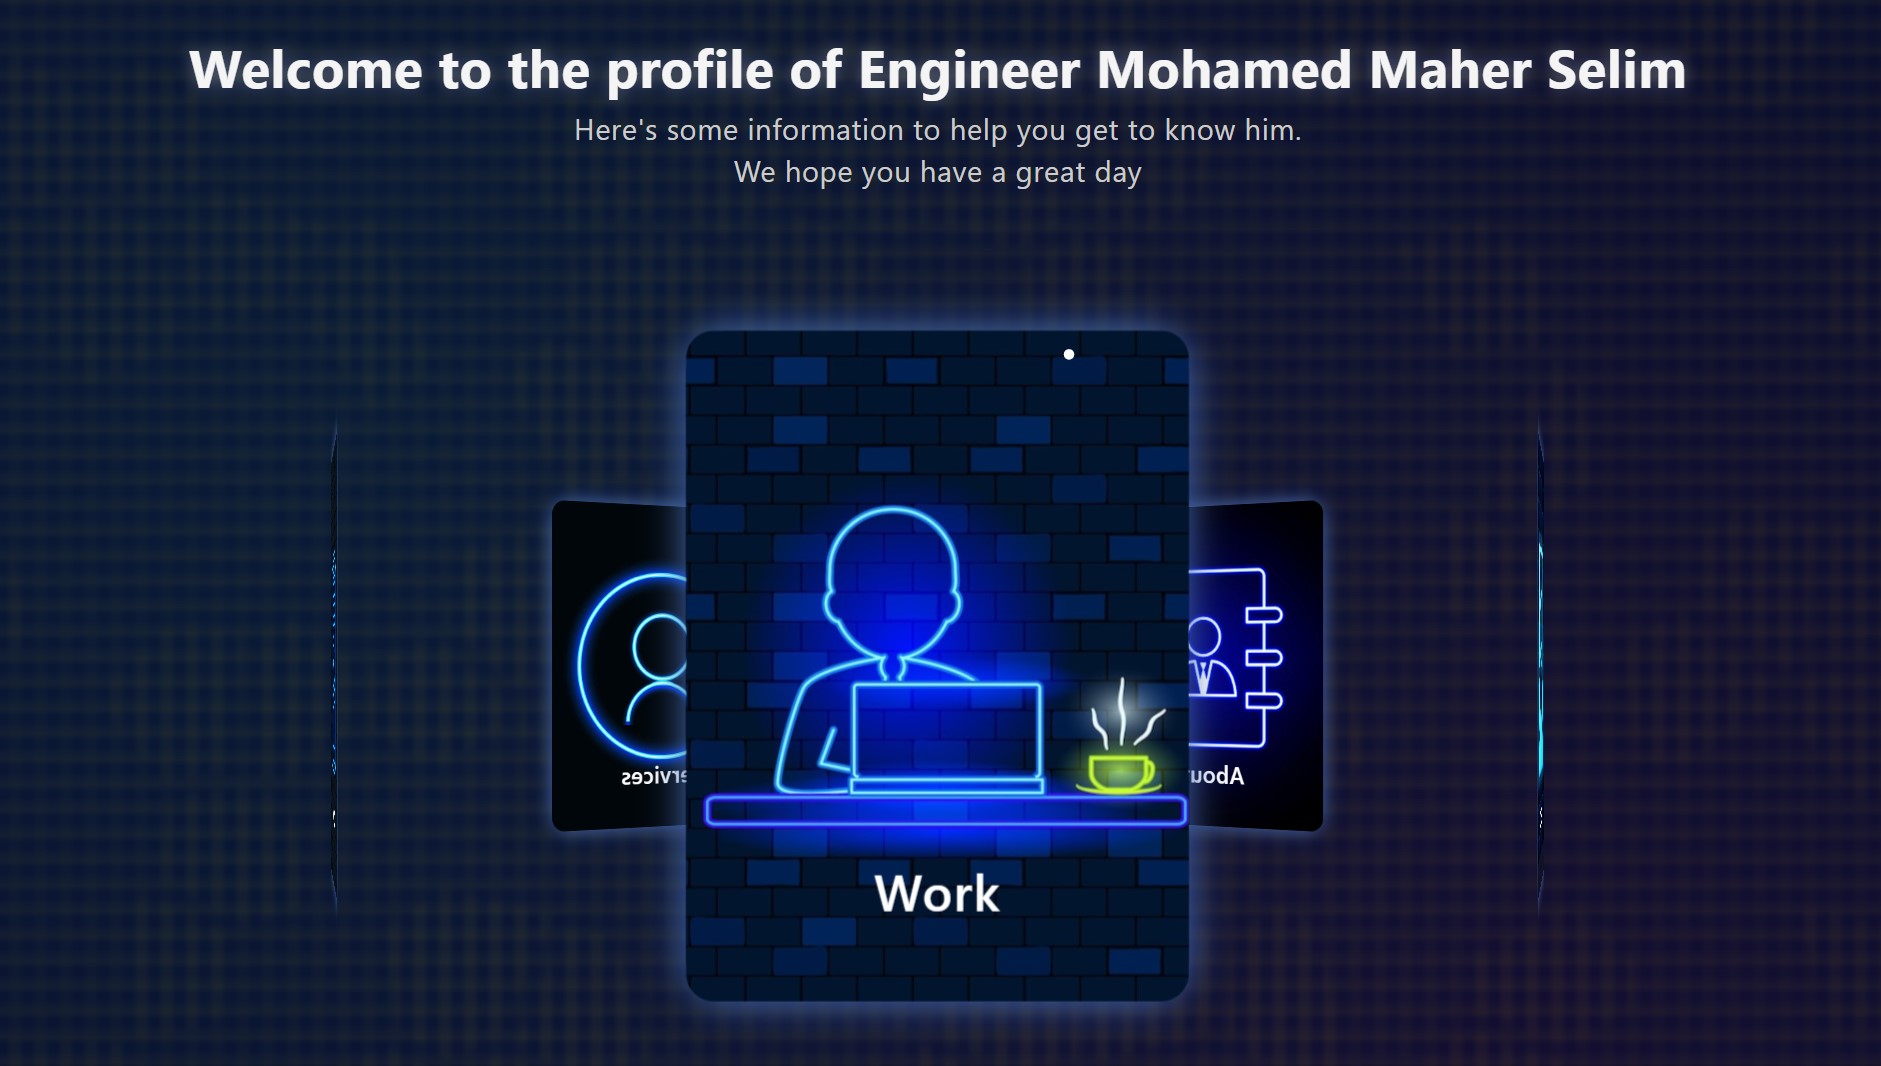 Welcome to the profile of Engineer Mohamed Maher Selim
Here's some information to help you get to know him.
We hope you have a great day
Work